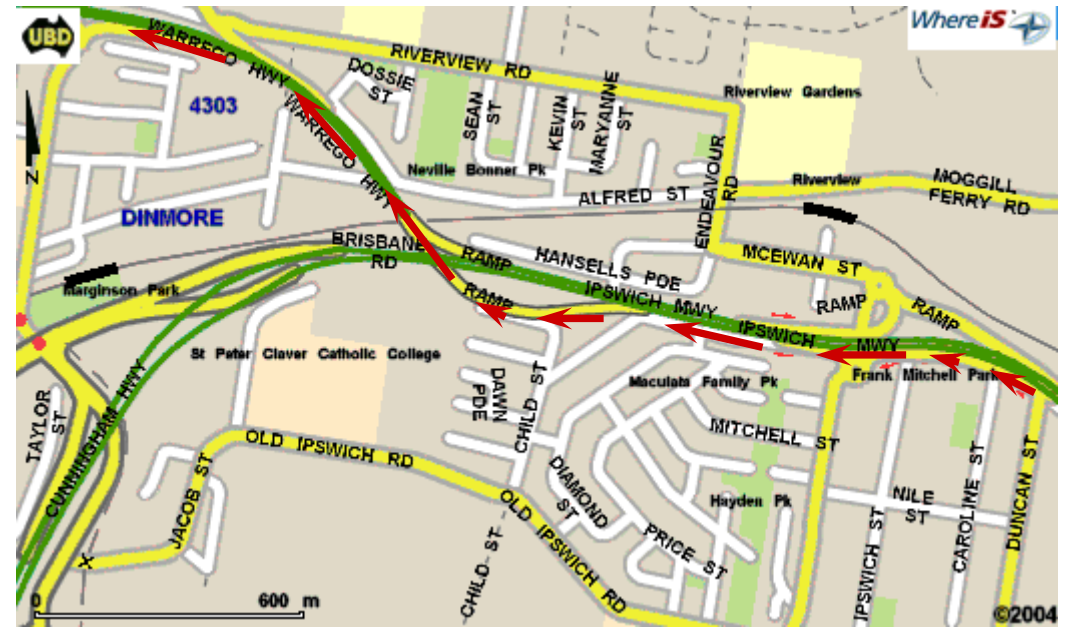 UBD
WARREGO HWY
WhereiS
RIVERVIEW RD
DOSSIE
ST
4303
WARREGO
HWY
SEAN
ST
KEVIN
ST
MARYANNE
ST
Riverview Gardens
Neville Bonner Pk
ENDEAVOUR
RD
ALFRED ST
Riverview
MOGGILL
FERRY RD
N
DINMORE
BRISBANE
RD
RAMP
HANSELLS PDE
MCEWAN ST
Marginson Park
RAMP
IPSWICH MWY
RAMP
RAMP
IPSWICH
MWY
St Peter Claver Catholic College
Frank Mitchell Park
DAWN
PDE
CHILD ST
Maculata Family Pk
TAYLOR
ST
CUNNINGHAM HWY
MITCHELL ST
OLD IPSWICH RD
JACOB ST
DIAMOND
ST
Hayden Pk
NILE
ST
CAROLINE ST
DUNCAN ST
OLD IPSWICH RD
PRICE ST
CHILD ST
IPSWICH ST
X
0 600 m
©2004